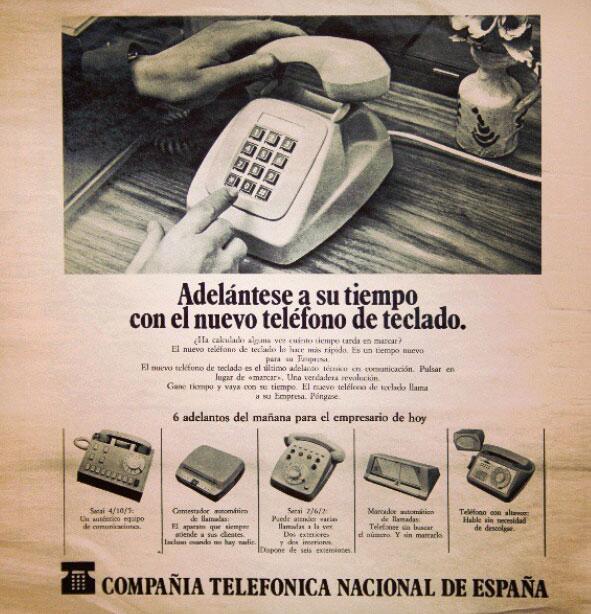 Adelántese a su tiempo
con el nuevo teléfono de teclado.
¿Ha calculado alguna vez cuánto tiempo tarda en marcar?
El nuevo teléfono de teclado lo hace más rápido. Es un tiempo nuevo
para su Empresa.
El nuevo teléfono de teclado es el último adelanto técnico en comunicación. Pulsar en
lugar de «marcar». Una verdadera revolución.
Gane tiempo y vaya con su tiempo. El nuevo teléfono de teclado llama
a su Empresa. Póngase.
6 adelantos del mañana para el empresario de hoy
Satai 4/10/5:
Un auténtico equipo
de comunicaciones.
Contestador automático
de llamadas:
El aparato que siempre
atiende a sus clientes.
Incluso cuando no hay nadie.
Satai 2/6/2:
Puede atender varias
llamadas a la vez.
Dos exteriores
y dos interiores.
Dispone de seis extensiones.
Marcador automático
de llamadas:
Telefonee sin buscar
el número. Y sin marcarlo.
Teléfono con altavoz:
Hable sin necesidad
de descolgar.
COMPAÑIA TELEFONICA NACIONAL DE ESPAÑA